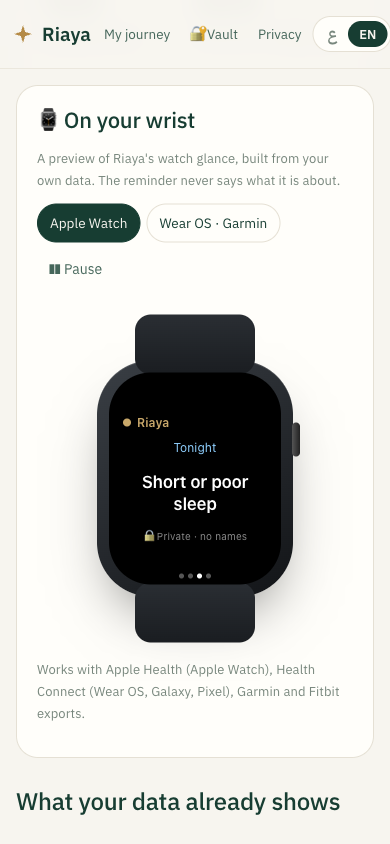 Riaya
My journey
Vault
Privacy
ع
EN
On your wrist
A preview of Riaya's watch glance, built from your
own data. The reminder never says what it is about.
Apple Watch
Wear OS · Garmin
Pause
Riaya
Tonight
Short or poor
sleep
Private · no names
Works with Apple Health (Apple Watch), Health
Connect (Wear OS, Galaxy, Pixel), Garmin and Fitbit
exports.
What your data already shows